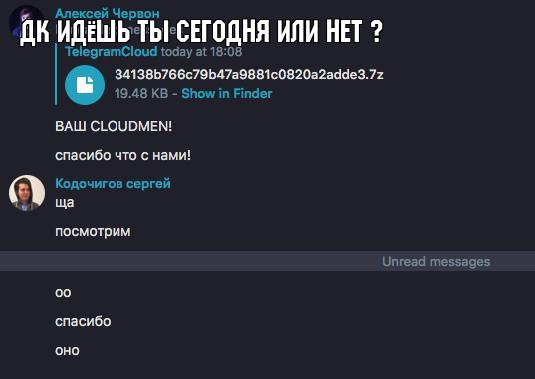 Алексей Червон
ДК ИДЁШЬ ТЫ СЕГОДНЯ ИЛИ НЕТ ?
TelegramCloud today at 18:08
34138b766c79b47a9881c0820a2adde3.7z
19.48 KB - Show in Finder
ВАШ CLOUDMEN!
спасибо что с нами!
Кодочигов сергей
ща
посмотрим
Unread messages
оо
спасибо
оно